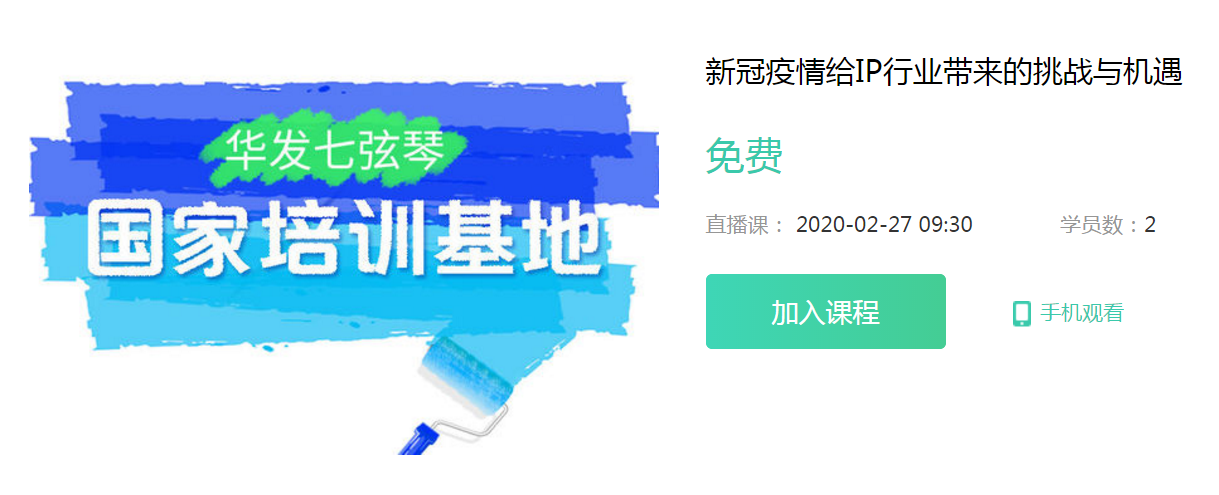 华发七弦琴
国家培训基地
新冠疫情给IP行业带来的挑战与机遇
免费
直播课： 2020-02-27 09:30 学员数：2
加入课程 手机观看